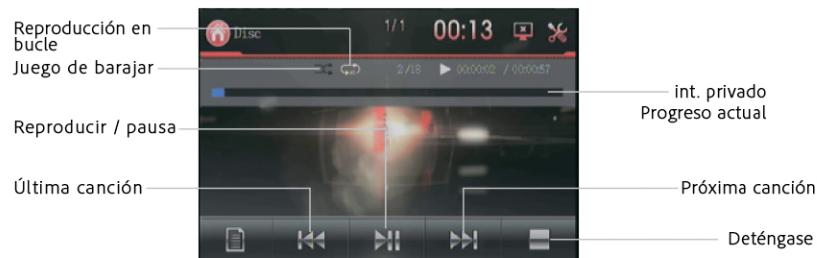 Reproducción en
bucle
Juego de barajar
Reproducir / pausa
Última canción
Disc
1/1
00:13
2/18
00:00:02 / 00:00:57
int. privado
Progreso actual
Próxima canción
Deténgase